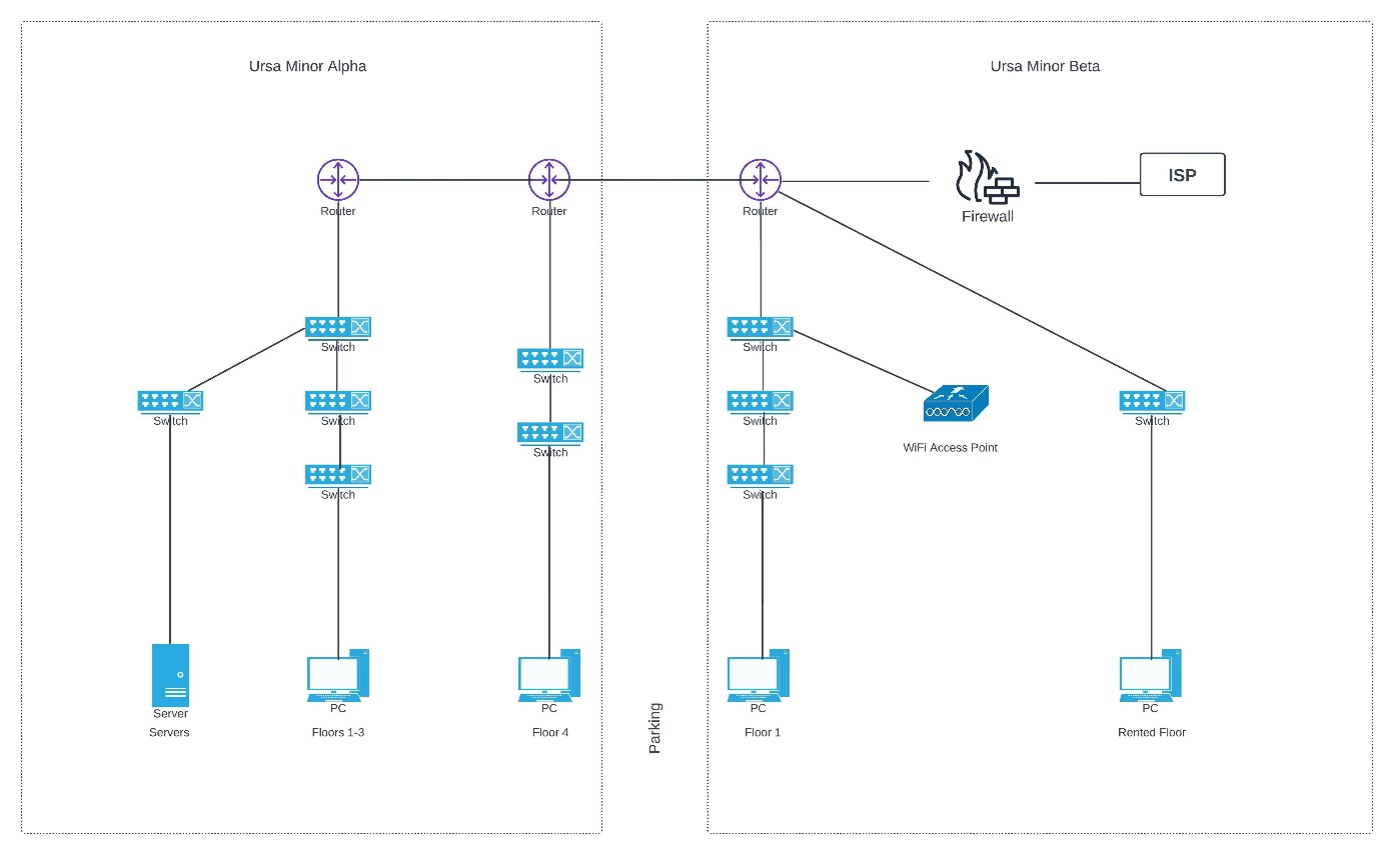 Ursa Minor Alpha
Ursa Minor Beta
ISP
Router
Router
Router
Firewall
Switch
Switch
Switch
Switch
Switch
Switch
Switch
Switch
WiFi Access Point
Switch
Switch
Server
PC
PC
PC
PC
Servers
Floors 1-3
Floor 4
Parking
Floor 1
Rented Floor